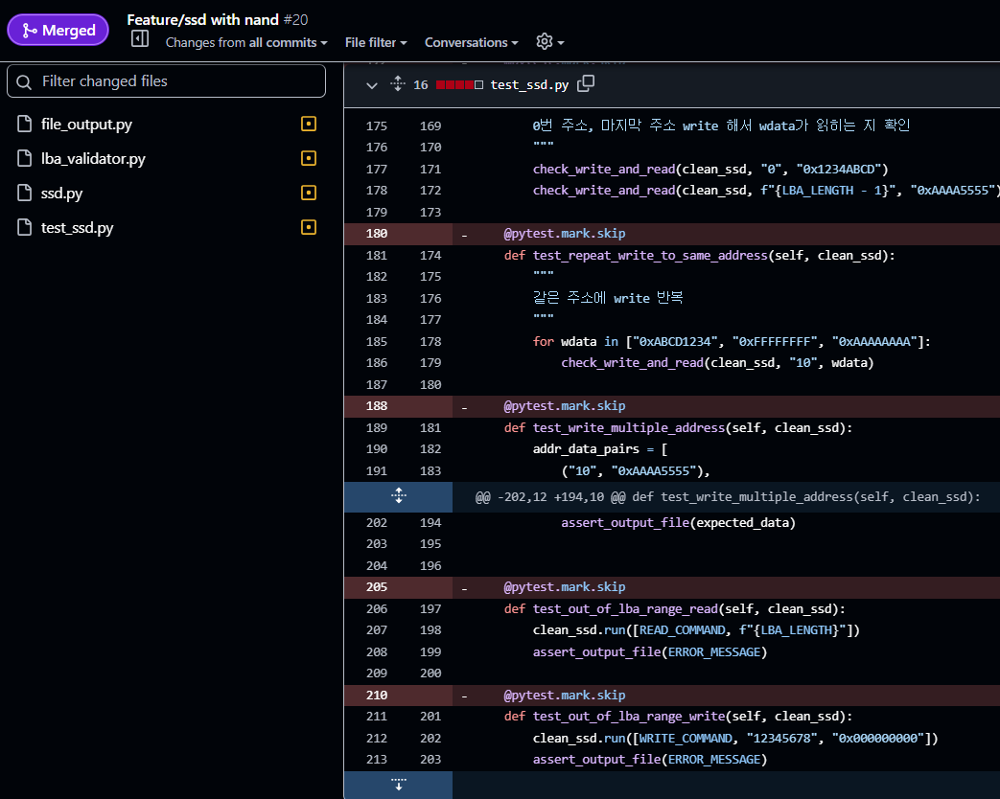 Merged
Feature/ssd with nand #20
Changes from all commits
File filter
Conversations
Filter changed files
file_output.py
lba_validator.py
ssd.py
test_ssd.py
16 test_ssd.py
175 169 0번 주소, 마지막 주소 write 해서 wdata가 읽히는 지 확인
176 170 """
177 171 check_write_and_read(clean_ssd, "0", "0x1234ABCD")
178 172 check_write_and_read(clean_ssd, f"{LBA_LENGTH - 1}", "0xAAAA5555")
179 173
180 - @pytest.mark.skip
181 174 def test_repeat_write_to_same_address(self, clean_ssd):
182 175 """
183 176 같은 주소에 write 반복
184 177 """
185 178 for wdata in ["0xABCD1234", "0xFFFFFFFF", "0xAAAAAAAA"]:
186 179 check_write_and_read(clean_ssd, "10", wdata)
187 180
188 - @pytest.mark.skip
189 181 def test_write_multiple_address(self, clean_ssd):
190 182 addr_data_pairs = [
191 183 ("10", "0xAAAA5555"),
@@ -202,12 +194,10 @@ def test_write_multiple_address(self, clean_ssd):
202 194 assert_output_file(expected_data)
203 195
204 196
205 - @pytest.mark.skip
206 197 def test_out_of_lba_range_read(self, clean_ssd):
207 198 clean_ssd.run([READ_COMMAND, f"{LBA_LENGTH}"])
208 199 assert_output_file(ERROR_MESSAGE)
209 200
210 - @pytest.mark.skip
211 201 def test_out_of_lba_range_write(self, clean_ssd):
212 202 clean_ssd.run([WRITE_COMMAND, "12345678", "0x000000000"])
213 203 assert_output_file(ERROR_MESSAGE)